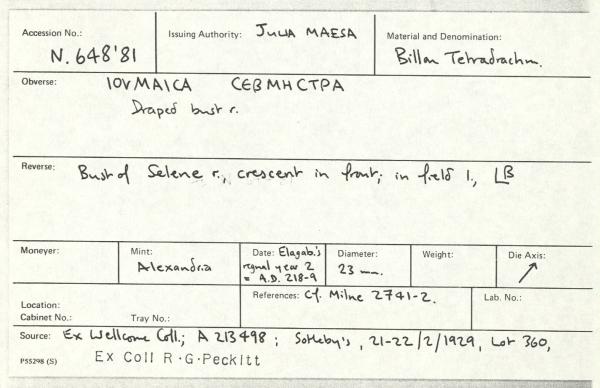 Accession No.: Issuing Authority: JULIA MAESA Material and Denomination:
N. 648'81 Billon Tetradrachm.
Obverse: ΙΟVΜΑΙCΑ CΕΒΜΗCΤΡΑ
Draped bust r.
Reverse: Bust of Selene r., crescent in front; in field l., LB
Moneyer: Mint: Date: Elagab.'s Diameter: Weight: Die Axis:
Alexandria regnal year 2 23 mm. ↗
= A.D. 218-9
Location: References: Cf. Milne 2741-2. Lab. No.:
Cabinet No.: Tray No.:
Source: Ex Wellcome Coll.; A 213498; Sotheby's, 21-22/2/1929, Lot 360,
P55298 (S) Ex Coll R·G·Peckitt